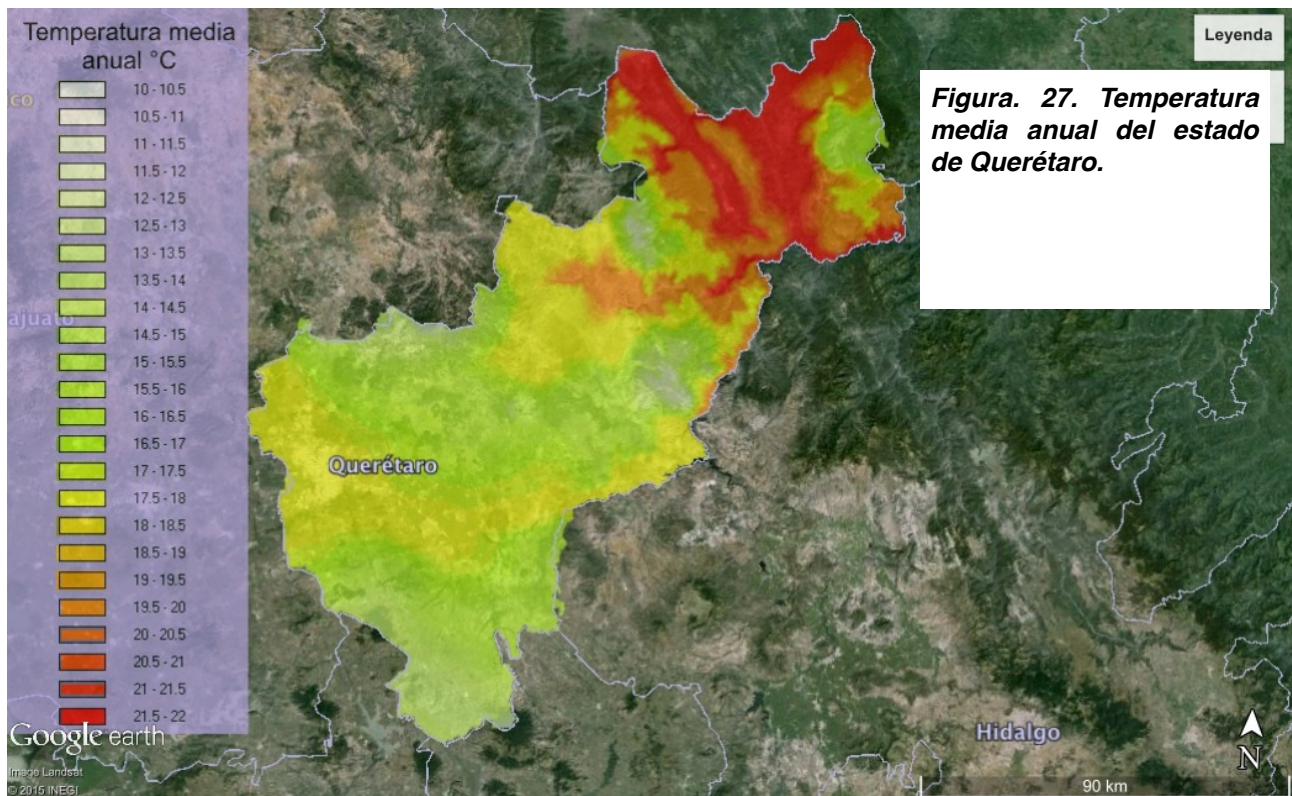 Temperatura media
anual °C
10 - 10.5
10.5 - 11
11 - 11.5
11.5 - 12
12 - 12.5
12.5 - 13
13 - 13.5
13.5 - 14
14 - 14.5
14.5 - 15
15 - 15.5
15.5 - 16
16 - 16.5
16.5 - 17
17 - 17.5
17.5 - 18
18 - 18.5
18.5 - 19
19 - 19.5
19.5 - 20
20 - 20.5
20.5 - 21
21 - 21.5
21.5 - 22
co
ajuato
Google earth
Image Landsat
© 2015 INEGI
Querétaro
Leyenda
Figura. 27. Temperatura
media anual del estado
de Querétaro.
Hidalgo
N
90 km